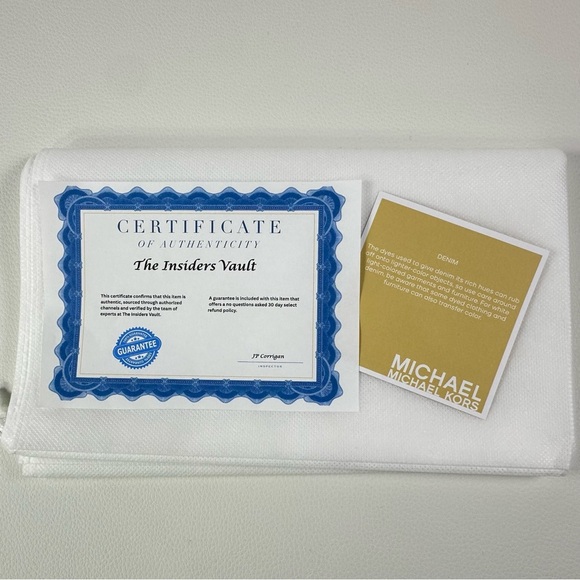 CERTIFICATE
OF AUTHENTICITY
The Insiders Vault
This certificate confirms that this item is
authentic, sourced through authorized
channels and verified by the team of
experts at The Insiders Vault.
A guarantee is included with this item that
offers a no questions asked 30 day select
refund policy.
GUARANTEE
JP Corrigan
INSPECTOR
DENIM
The dyes used to give denim its rich hues can rub
off onto lighter-color objects, so use care around
light-colored garments and furniture. For white
denim, be aware that some dyed clothing and
furniture can also transfer color.
MICHAEL
MICHAEL KORS